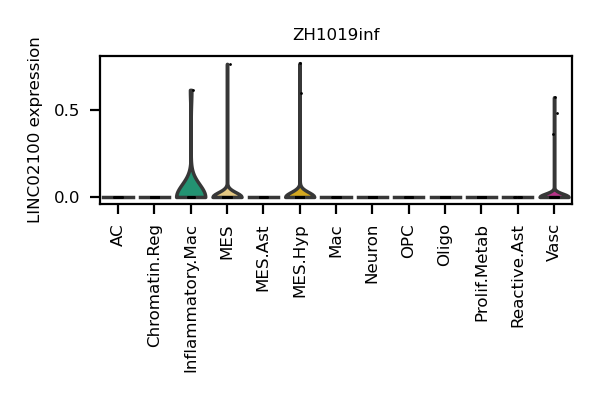 ZH1019inf
LINC02100 expression
0.5
0.0
AC
Chromatin.Reg
Inflammatory.Mac
MES
MES.Ast
MES.Hyp
Mac
Neuron
OPC
Oligo
Prolif.Metab
Reactive.Ast
Vasc